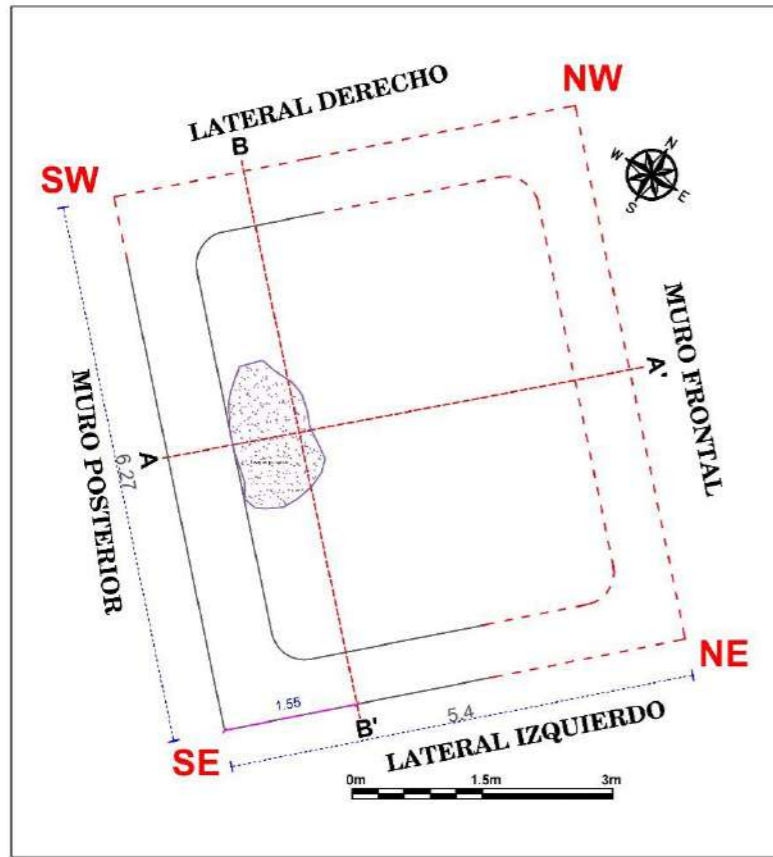 LATERAL DERECHO
NW
B
SW
N
W
E
S
MURO FRONTAL
A'
MURO POSTERIOR
A
6.27
NE
1.55
5.4
B'
SE
LATERAL IZQUIERDO
0m 1.5m 3m